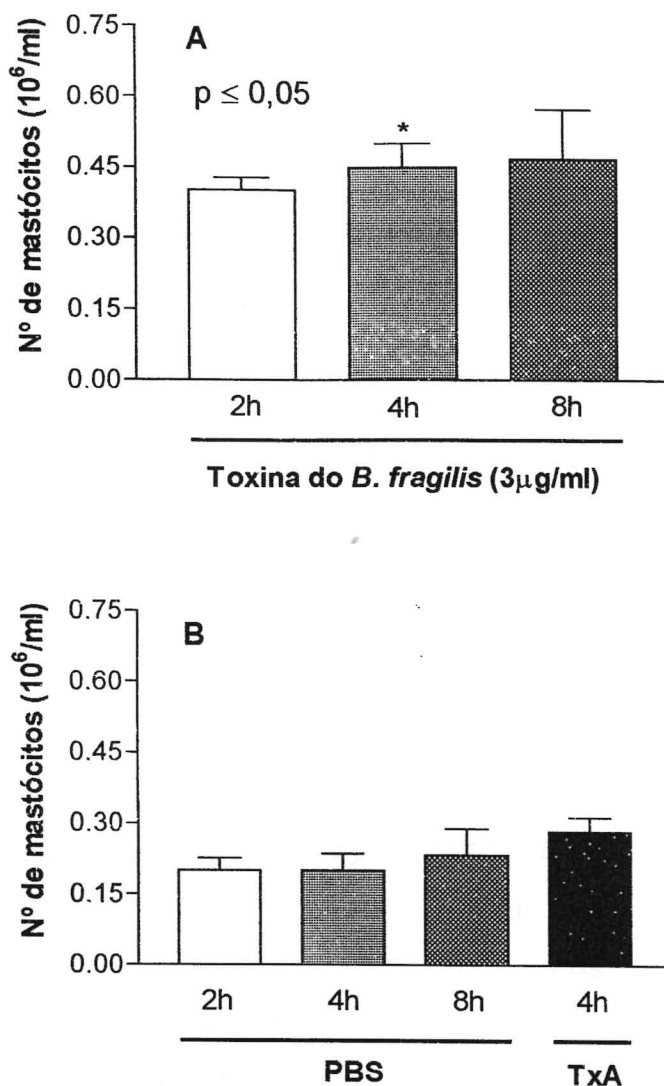 A
p ≤ 0,05
Nº de mastócitos (10⁶/ml)
0.75
0.60
0.45
0.30
0.15
0.00
*
2h 4h 8h
Toxina do B. fragilis (3µg/ml)
B
Nº de mastócitos (10⁶/ml)
0.75
0.60
0.45
0.30
0.15
0.00
2h 4h 8h 4h
PBS TxA